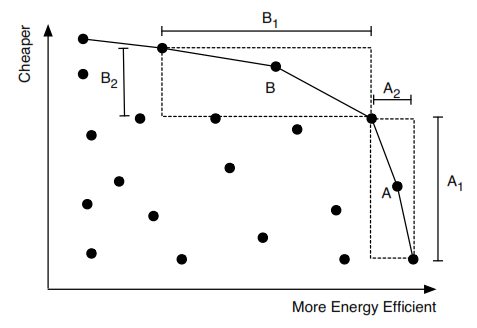 Cheaper
B1
B2
B
A2
A1
A
More Energy Efficient